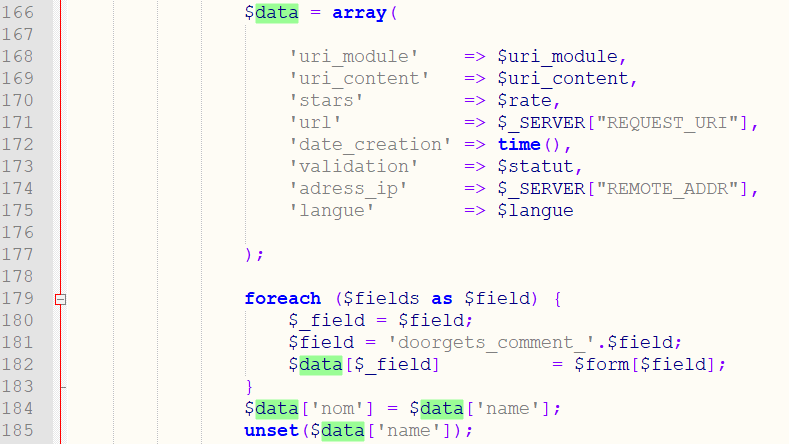 166 $data = array(
167
168 'uri_module' => $uri_module,
169 'uri_content' => $uri_content,
170 'stars' => $rate,
171 'url' => $_SERVER["REQUEST_URI"],
172 'date_creation' => time(),
173 'validation' => $statut,
174 'adress_ip' => $_SERVER["REMOTE_ADDR"],
175 'langue' => $langue
176
177 );
178
179 foreach ($fields as $field) {
180 $_field = $field;
181 $field = 'doorgets_comment_'.$field;
182 $data[$_field] = $form[$field];
183 }
184 $data['nom'] = $data['name'];
185 unset($data['name']);